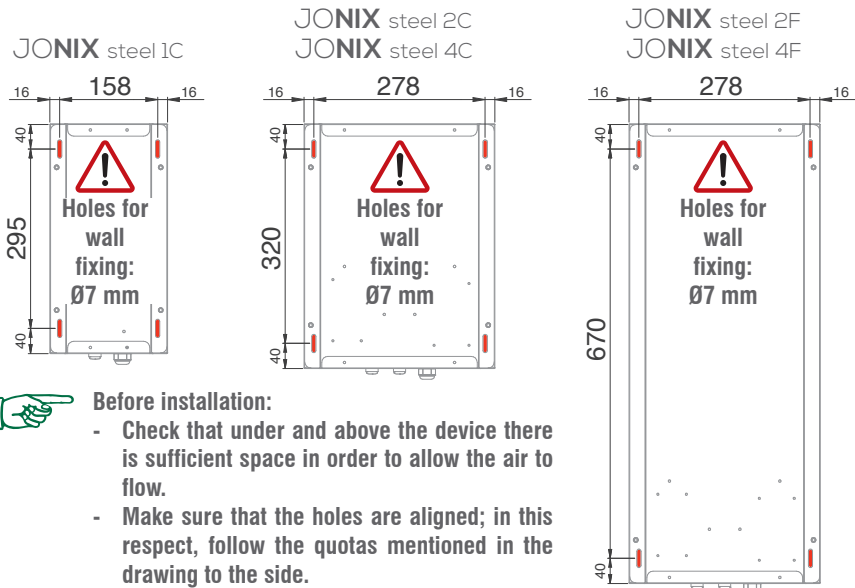 JONIX steel 1C
16 158 16
40
295
40
Holes for
wall
fixing:
Ø7 mm
JONIX steel 2C
JONIX steel 4C
16 278 16
40
320
40
Holes for
wall
fixing:
Ø7 mm
JONIX steel 2F
JONIX steel 4F
16 278 16
40
670
40
Holes for
wall
fixing:
Ø7 mm
Before installation:
- Check that under and above the device there
is sufficient space in order to allow the air to
flow.
- Make sure that the holes are aligned; in this
respect, follow the quotas mentioned in the
drawing to the side.